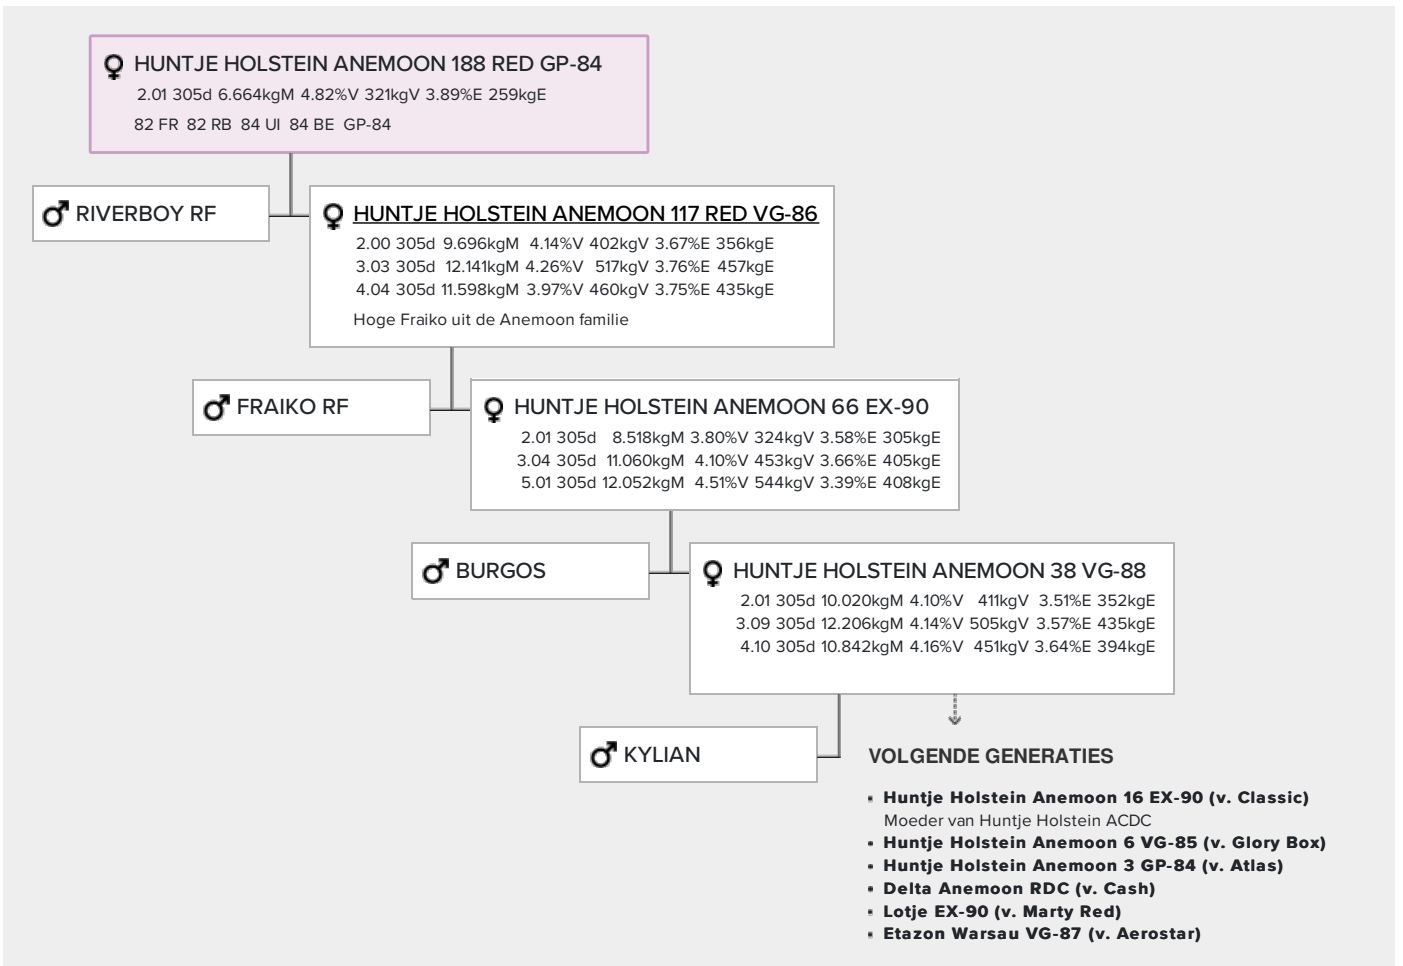 HUNTJE HOLSTEIN ANEMOON 188 RED GP-84
2.01 305d 6.664kgM 4.82%V 321kgV 3.89%E 259kgE
82 FR 82 RB 84 UI 84 BE GP-84
RIVERBOY RF
HUNTJE HOLSTEIN ANEMOON 117 RED VG-86
2.00 305d 9.696kgM 4.14%V 402kgV 3.67%E 356kgE
3.03 305d 12.141kgM 4.26%V 517kgV 3.76%E 457kgE
4.04 305d 11.598kgM 3.97%V 460kgV 3.75%E 435kgE
Hoge Fraiko uit de Anemoon familie
FRAIKO RF
HUNTJE HOLSTEIN ANEMOON 66 EX-90
2.01 305d 8.518kgM 3.80%V 324kgV 3.58%E 305kgE
3.04 305d 11.060kgM 4.10%V 453kgV 3.66%E 405kgE
5.01 305d 12.052kgM 4.51%V 544kgV 3.39%E 408kgE
BURGOS
HUNTJE HOLSTEIN ANEMOON 38 VG-88
2.01 305d 10.020kgM 4.10%V 411kgV 3.51%E 352kgE
3.09 305d 12.206kgM 4.14%V 505kgV 3.57%E 435kgE
4.10 305d 10.842kgM 4.16%V 451kgV 3.64%E 394kgE
KYLIAN
VOLGENDE GENERATIES
Huntje Holstein Anemoon 16 EX-90 (v. Classic)
Moeder van Huntje Holstein ACDC
Huntje Holstein Anemoon 6 VG-85 (v. Glory Box)
Huntje Holstein Anemoon 3 GP-84 (v. Atlas)
Delta Anemoon RDC (v. Cash)
Lotje EX-90 (v. Marty Red)
Etazon Warsau VG-87 (v. Aerostar)